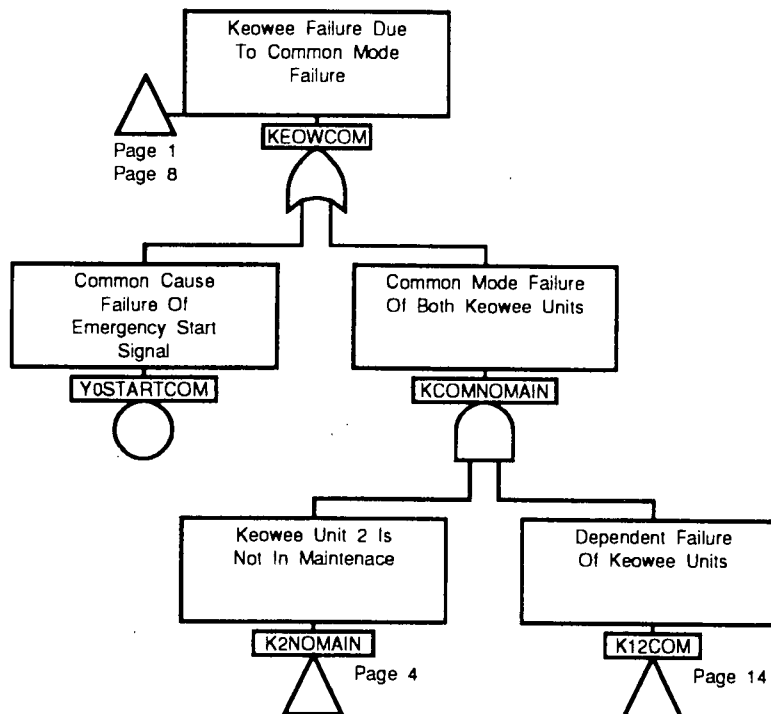 Keowee Failure Due
To Common Mode
Failure
Page 1
Page 8
KEOWCOM
Common Cause
Failure Of
Emergency Start
Signal
Common Mode Failure
Of Both Keowee Units
Y0STARTCOM
KCOMNOMAIN
Keowee Unit 2 Is
Not In Maintenace
Dependent Failure
Of Keowee Units
K2NOMAIN
Page 4
K12COM
Page 14